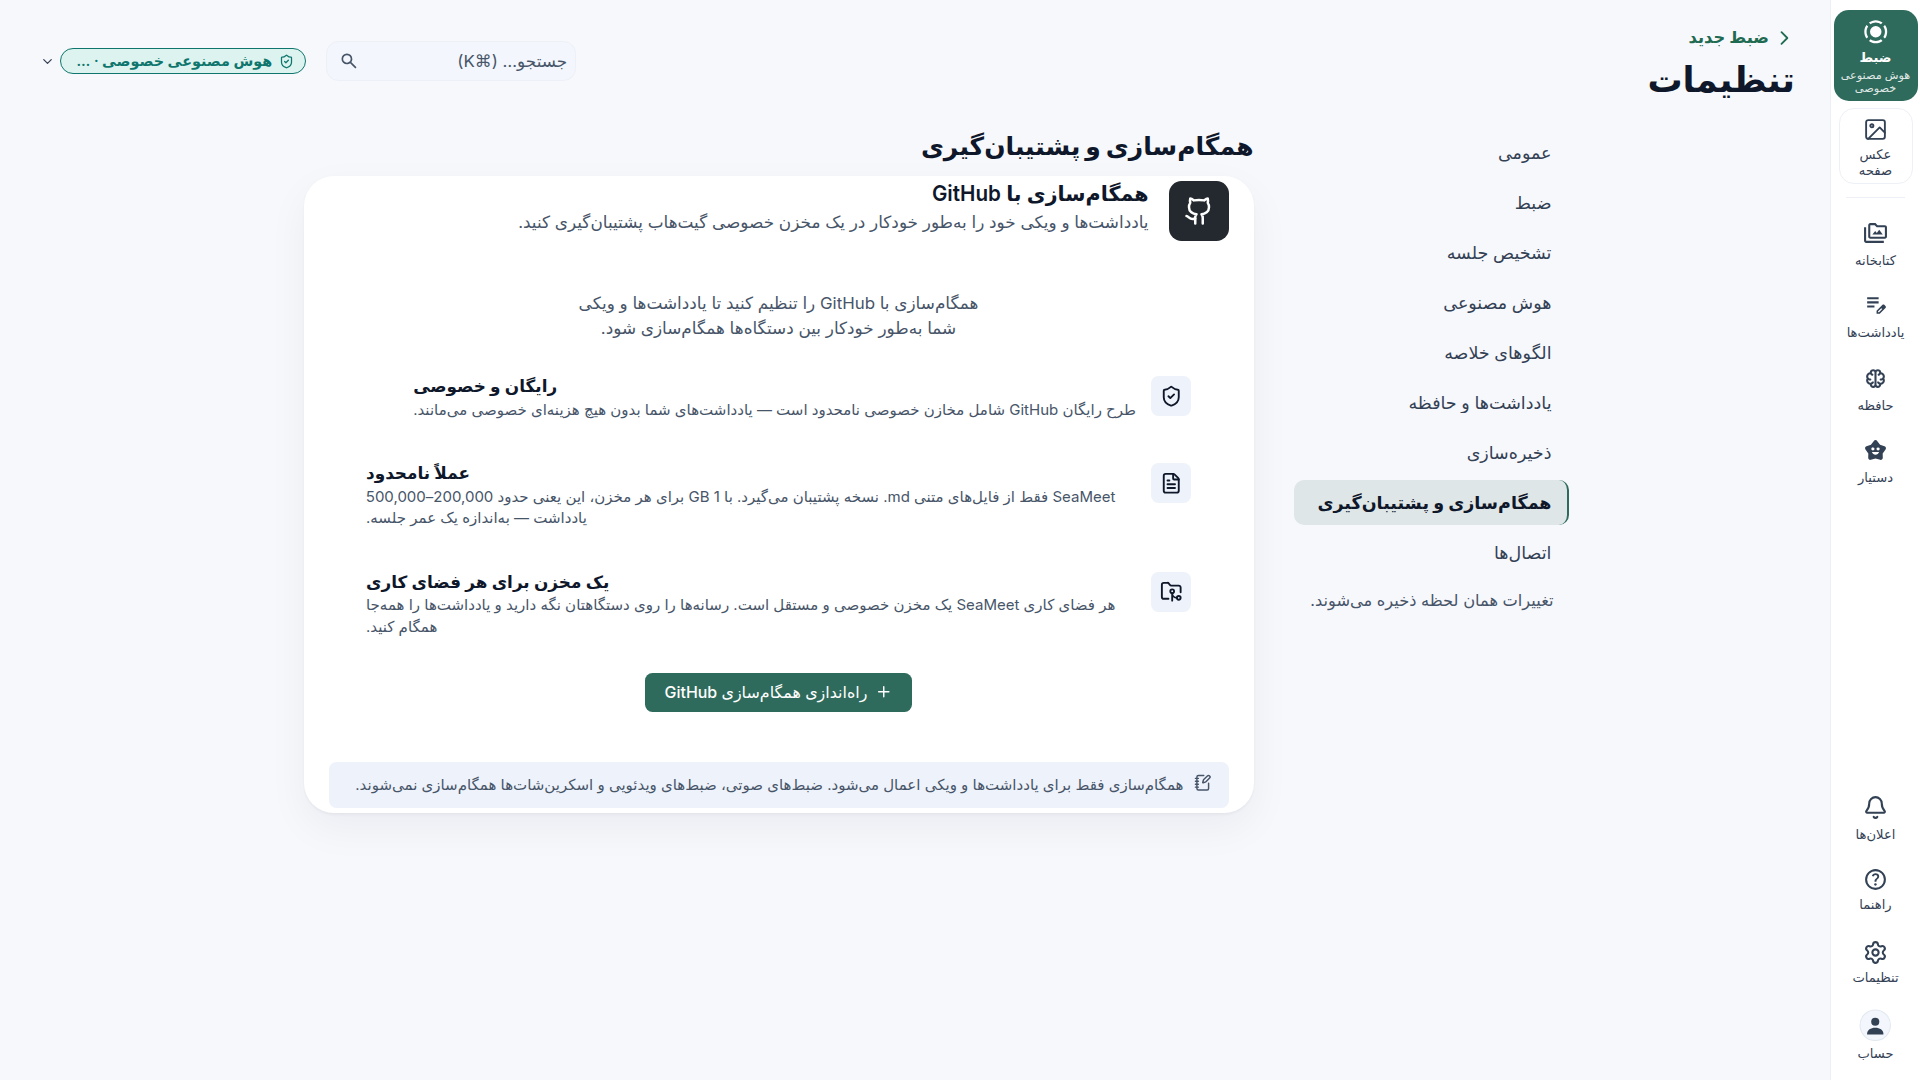 ضبط
هوش مصنوعی
خصوصی
عکس
صفحه
کتابخانه
یادداشت‌ها
حافظه
دستیار
اعلان‌ها
راهنما
تنظیمات
حساب
ضبط جدید
تنظیمات
جستجو... (⌘K)
هوش مصنوعی خصوصی · ...
عمومی
ضبط
تشخیص جلسه
هوش مصنوعی
الگوهای خلاصه
یادداشت‌ها و حافظه
ذخیره‌سازی
همگام‌سازی و پشتیبان‌گیری
اتصال‌ها
تغییرات همان لحظه ذخیره می‌شوند.
همگام‌سازی و پشتیبان‌گیری
همگام‌سازی با GitHub
یادداشت‌ها و ویکی خود را به‌طور خودکار در یک مخزن خصوصی گیت‌هاب پشتیبان‌گیری کنید.
همگام‌سازی با GitHub را تنظیم کنید تا یادداشت‌ها و ویکی
شما به‌طور خودکار بین دستگاه‌ها همگام‌سازی شود.
رایگان و خصوصی
طرح رایگان GitHub شامل مخازن خصوصی نامحدود است — یادداشت‌های شما بدون هیچ هزینه‌ای خصوصی می‌مانند.
عملاً نامحدود
SeaMeet فقط از فایل‌های متنی md. نسخه پشتیبان می‌گیرد. با 1 GB برای هر مخزن، این یعنی حدود 200,000–500,000
یادداشت — به‌اندازه یک عمر جلسه.
یک مخزن برای هر فضای کاری
هر فضای کاری SeaMeet یک مخزن خصوصی و مستقل است. رسانه‌ها را روی دستگاهتان نگه دارید و یادداشت‌ها را همه‌جا
همگام کنید.
راه‌اندازی همگام‌سازی GitHub
همگام‌سازی فقط برای یادداشت‌ها و ویکی اعمال می‌شود. ضبط‌های صوتی، ضبط‌های ویدئویی و اسکرین‌شات‌ها همگام‌سازی نمی‌شوند.